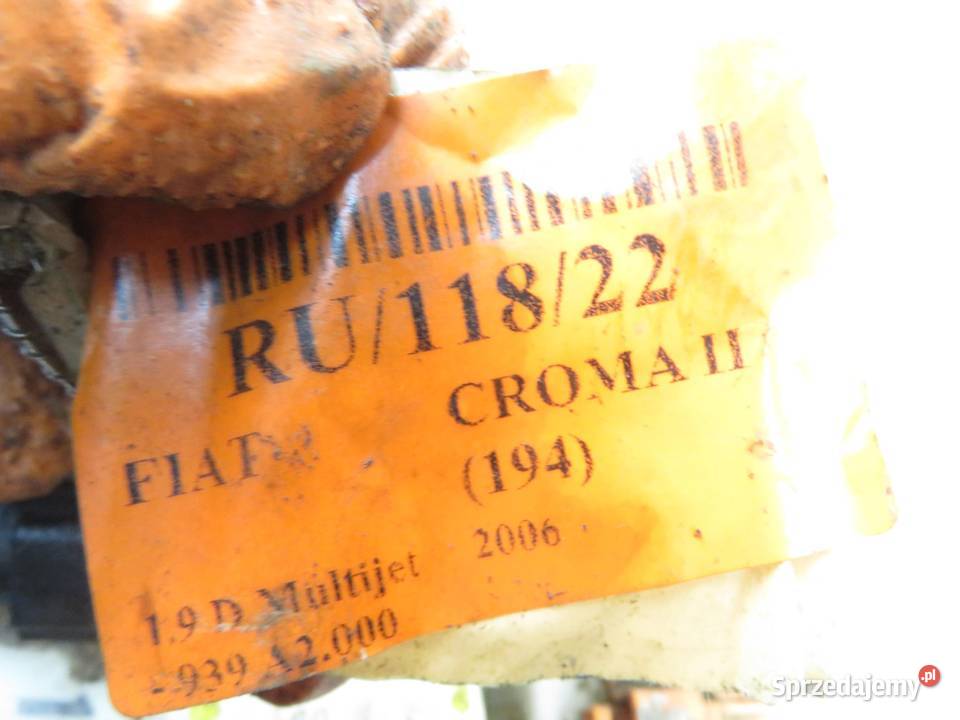 RU/118/22
FIAT CROMA II
(194)
2006
1.9 D Multijet
- 939 A2.000
Sprzedajemy.pl